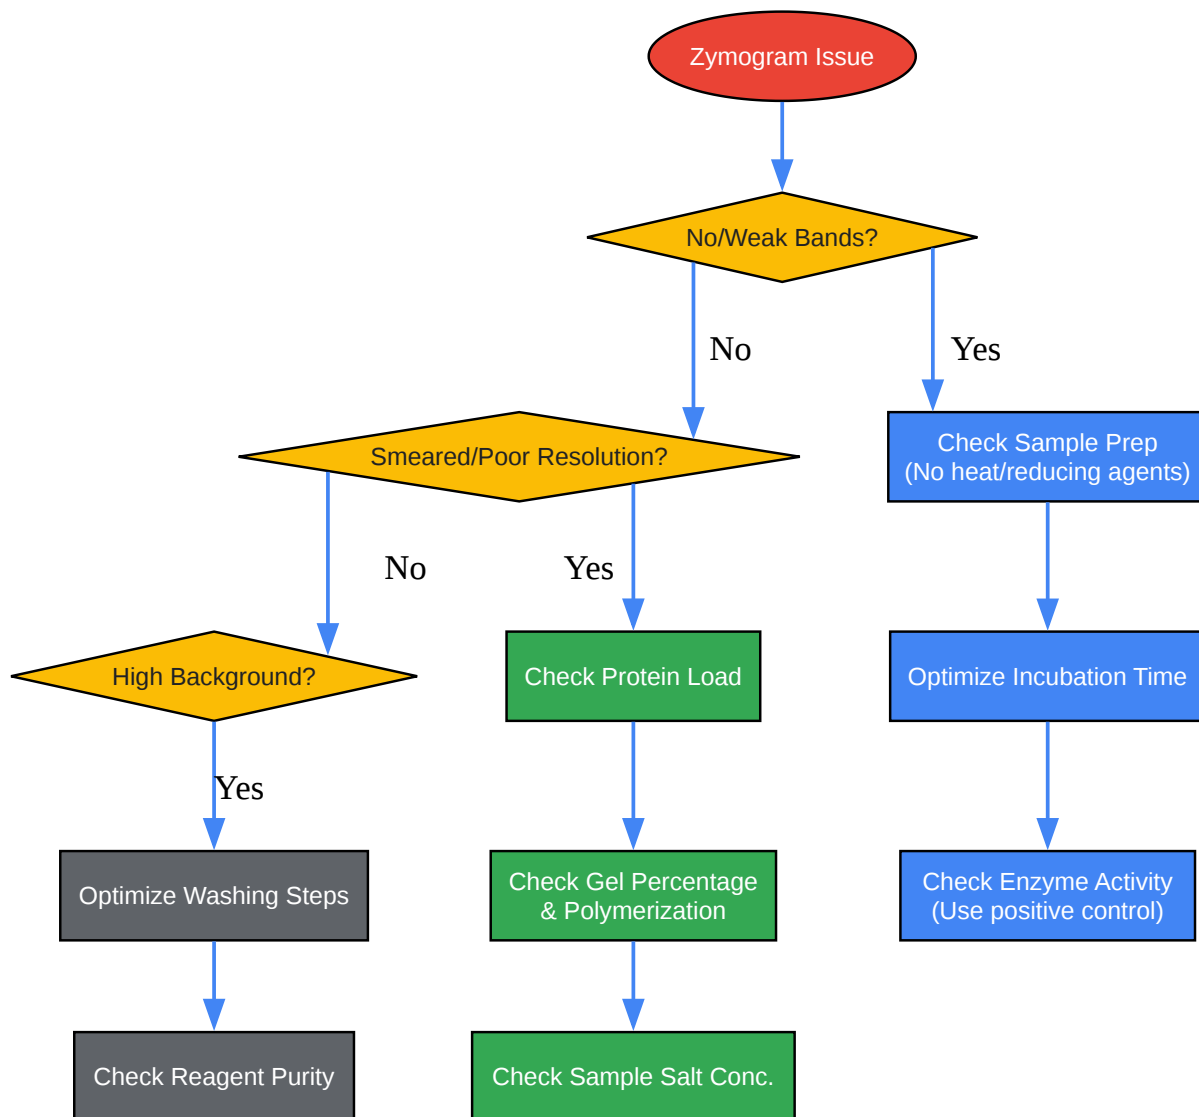 Zymogram Issue
No/Weak Bands?
No
Yes
Smeared/Poor Resolution?
Check Sample Prep
(No heat/reducing agents)
No
Yes
High Background?
Check Protein Load
Optimize Incubation Time
Yes
Optimize Washing Steps
Check Gel Percentage
& Polymerization
Check Enzyme Activity
(Use positive control)
Check Reagent Purity
Check Sample Salt Conc.